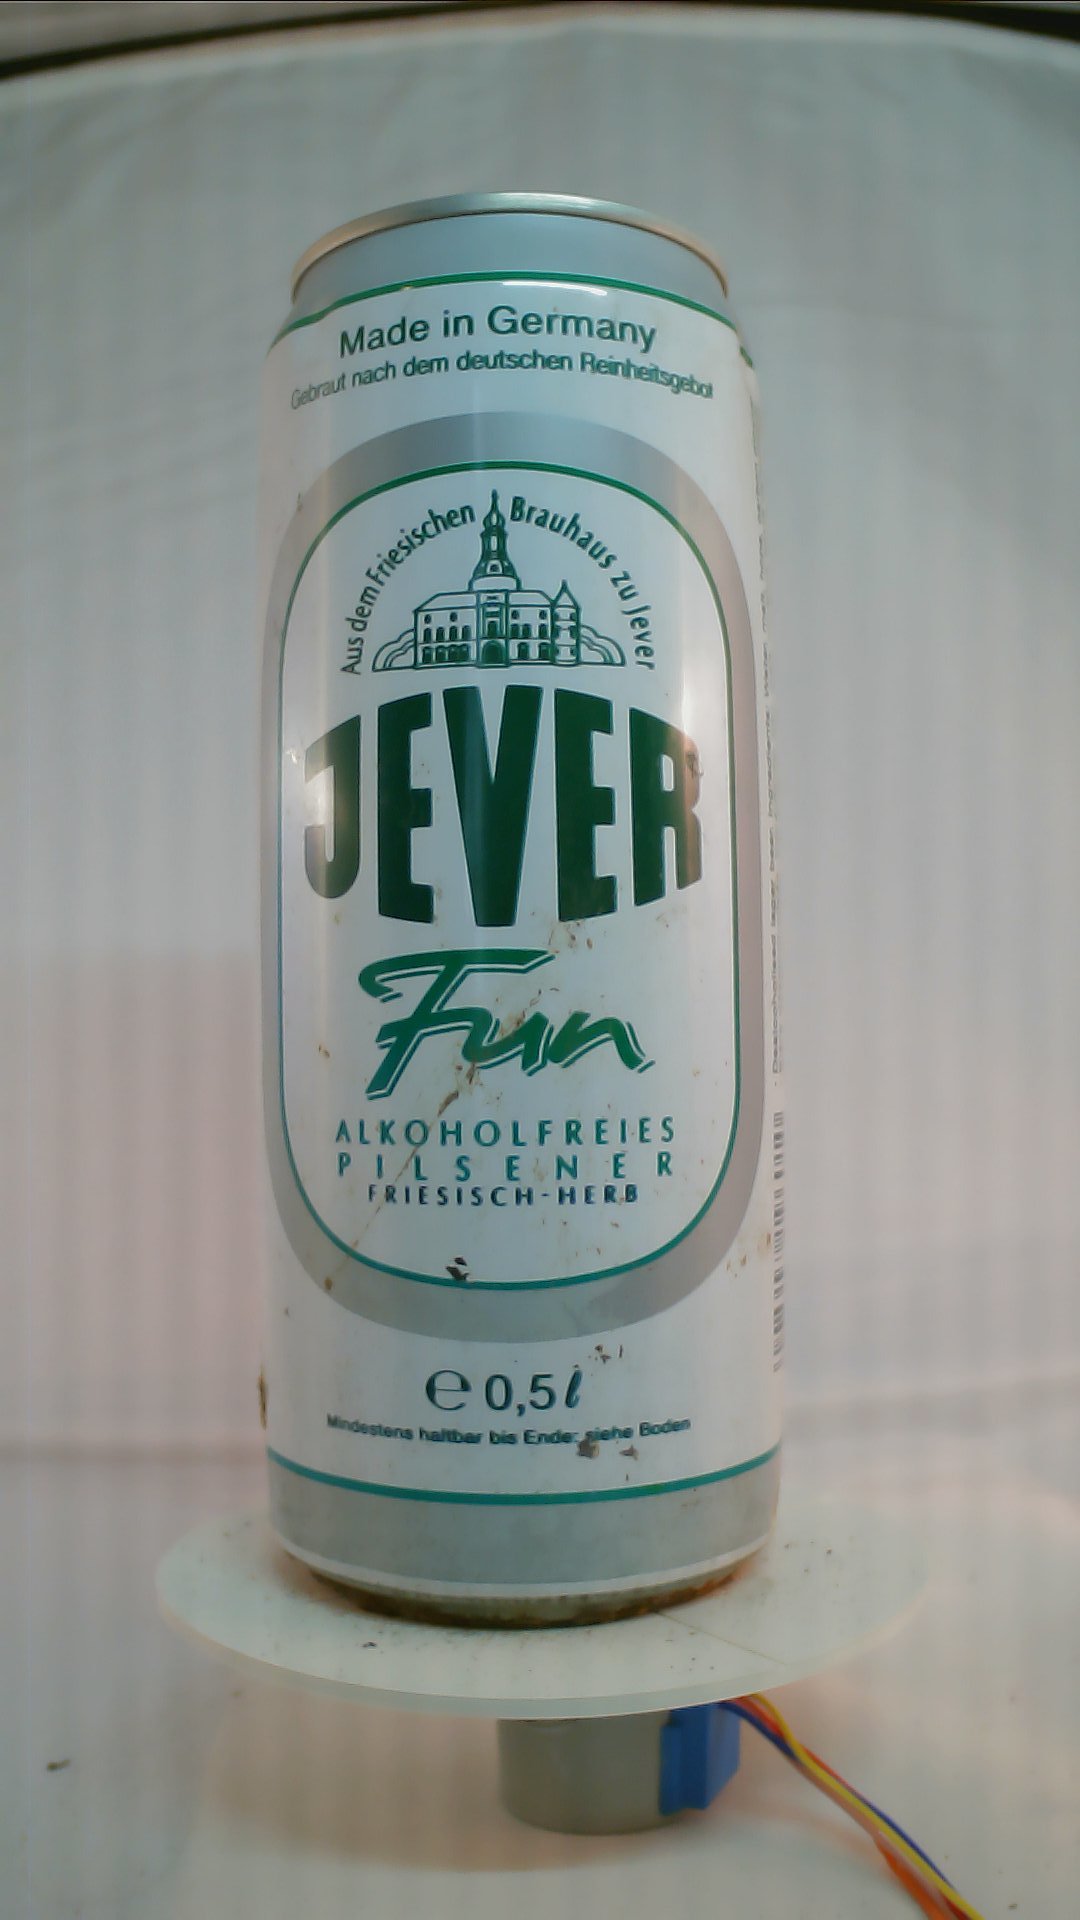 Made in Germany
Gebraut nach dem deutschen Reinheitsgebot
Aus dem Friesischen Brauhaus zu Jever
JEVER
Fun
ALKOHOLFREIES
PILSENER
FRIESISCH-HERB
℮ 0,5 l
Mindestens haltbar bis Ende: siehe Boden